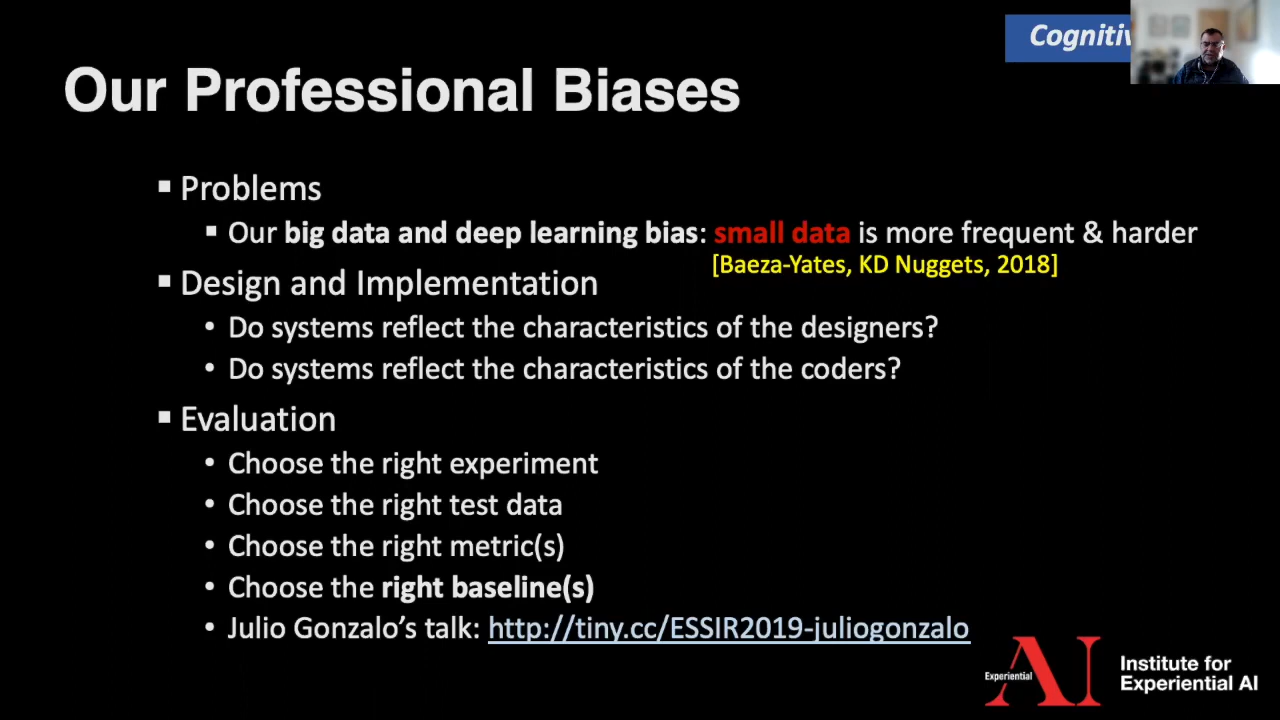 Cognitiv
Our Professional Biases
▪ Problems
▪ Our big data and deep learning bias: small data is more frequent & harder
[Baeza-Yates, KD Nuggets, 2018]
▪ Design and Implementation
• Do systems reflect the characteristics of the designers?
• Do systems reflect the characteristics of the coders?
▪ Evaluation
• Choose the right experiment
• Choose the right test data
• Choose the right metric(s)
• Choose the right baseline(s)
• Julio Gonzalo’s talk: http://tiny.cc/ESSIR2019-juliogonzalo
Experiential AI
Institute for
Experiential AI